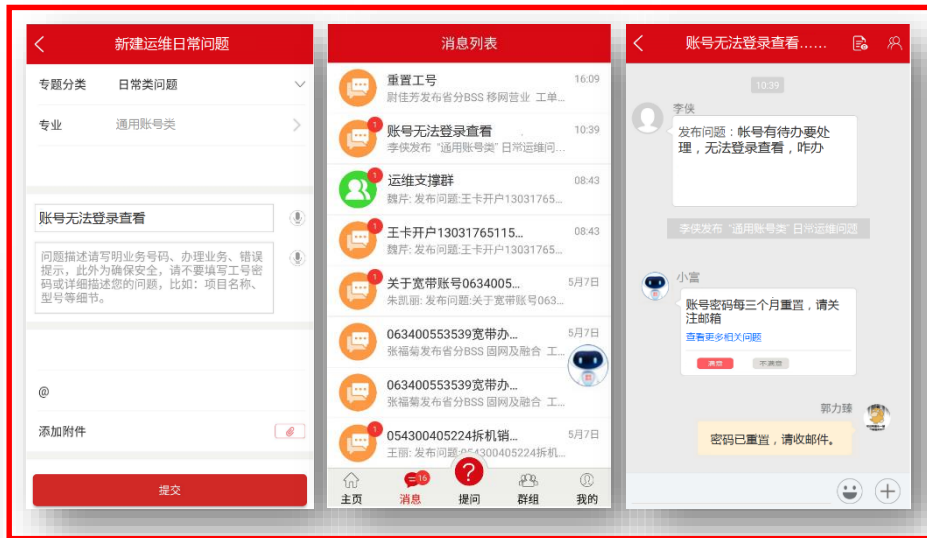 新建运维日常问题
专题分类 日常类问题
专业 通用账号类
账号无法登录查看
问题描述请写明业务号码、办理业务、错误
提示，此外为确保安全，请不要填写工号密
码或详细描述您的问题，比如：项目名称、
型号等细节。
@
添加附件
提交
消息列表
重置工号 16:09
尉佳芳发布省分BSS 移网营业 工单...
1
账号无法登录查看 10:39
李侠发布 “通用账号类” 日常运维问...
1
运维支撑群 08:43
魏芹: 发布问题:王卡开户13031765...
1
王卡开户13031765115... 08:43
魏芹: 发布问题:王卡开户13031765...
1
关于宽带账号0634005... 5月7日
朱凯丽: 发布问题:关于宽带账号063...
063400553539宽带办... 5月7日
张福菊发布省分BSS 固网及融合 工...
063400553539宽带办...
张福菊发布省分BSS 固网及融合 工...
1
054300405224拆机销... 5月7日
王丽: 发布问题:054300405224拆机...
16
?
主页 消息 提问 群组 我的
账号无法登录查看......
10:39
李侠
发布问题：帐号有待办要处
理，无法登录查看，咋办
李侠发布 “通用账号类” 日常运维问题
小富
账号密码每三个月重置，请关
注邮箱
查看更多相关问题
满意 不满意
郭力臻
密码已重置，请收邮件。